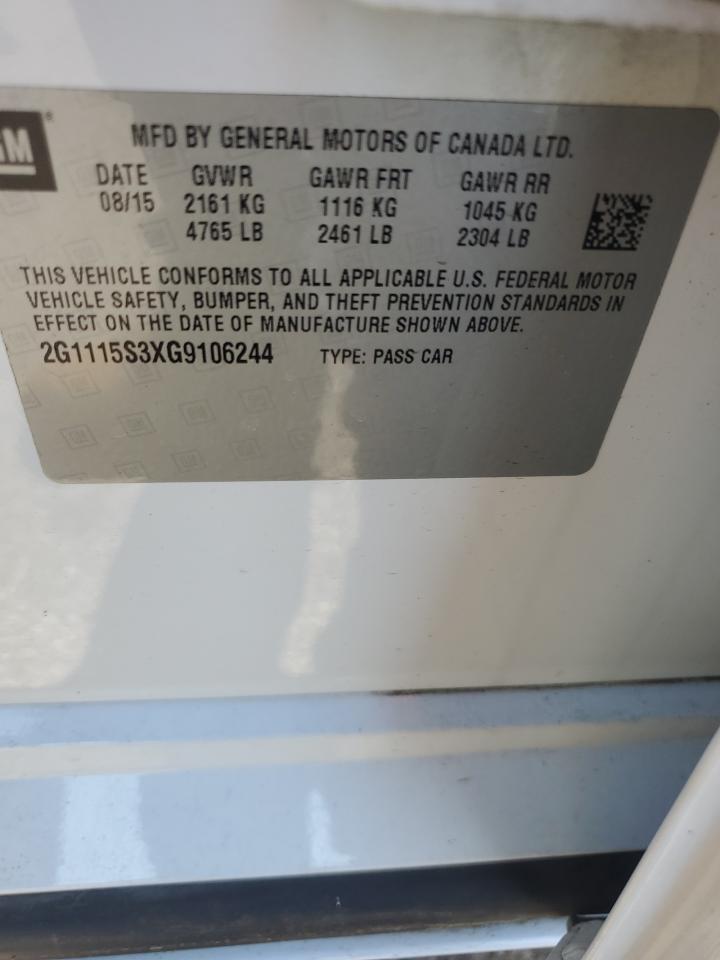 GM
MFD BY GENERAL MOTORS OF CANADA LTD.
DATE GVWR GAWR FRT GAWR RR
08/15 2161 KG 1116 KG 1045 KG
4765 LB 2461 LB 2304 LB
THIS VEHICLE CONFORMS TO ALL APPLICABLE U.S. FEDERAL MOTOR
VEHICLE SAFETY, BUMPER, AND THEFT PREVENTION STANDARDS IN
EFFECT ON THE DATE OF MANUFACTURE SHOWN ABOVE.
2G1115S3XG9106244 TYPE: PASS CAR